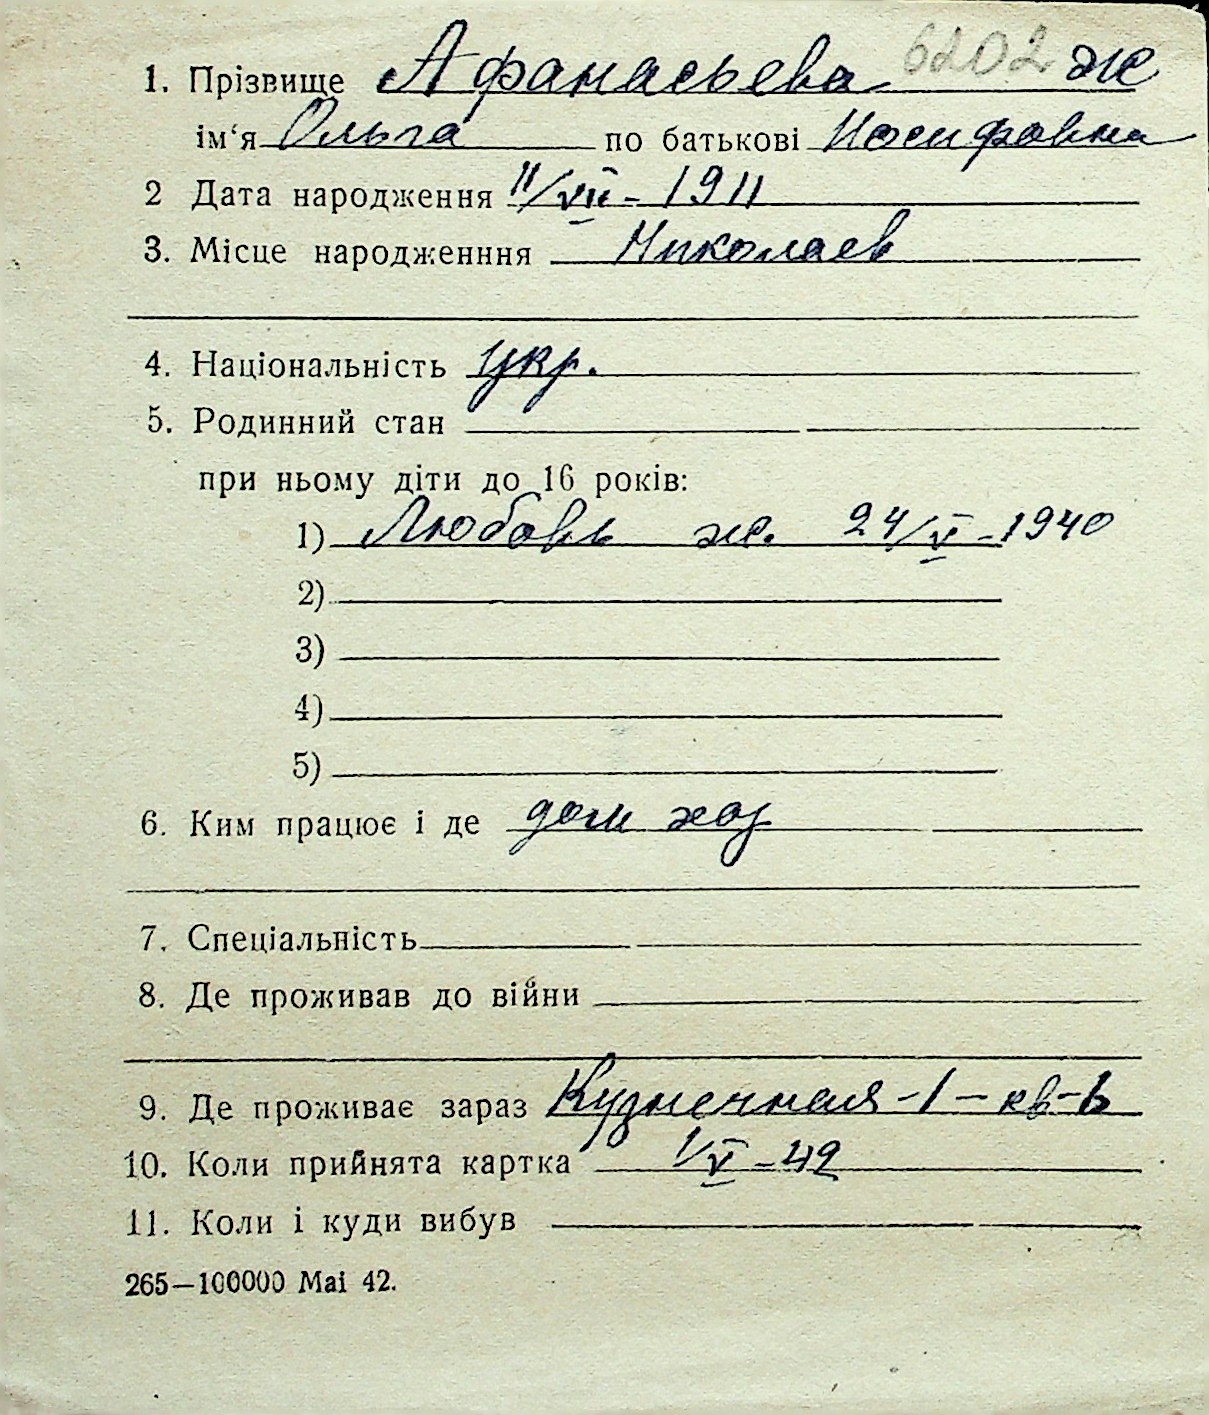 1. Прізвище Афанасьева 6202 ж
ім‘я Ольга по батькові Иосифовна
2 Дата народження 11/VII - 1911
3. Місце народженння Николаев
4. Національність укр.
5. Родинний стан
при ньому діти до 16 років:
1) Любовь ж. 24/V - 1940
2)
3)
4)
5)
6. Ким працює і де дом хоз
7. Спеціальність
8. Де проживав до війни
9. Де проживає зараз Кузнечная - 1 - кв-
10. Коли прийнята картка 1/V - 42
11. Коли і куди вибув
265—100000 Mai 42.